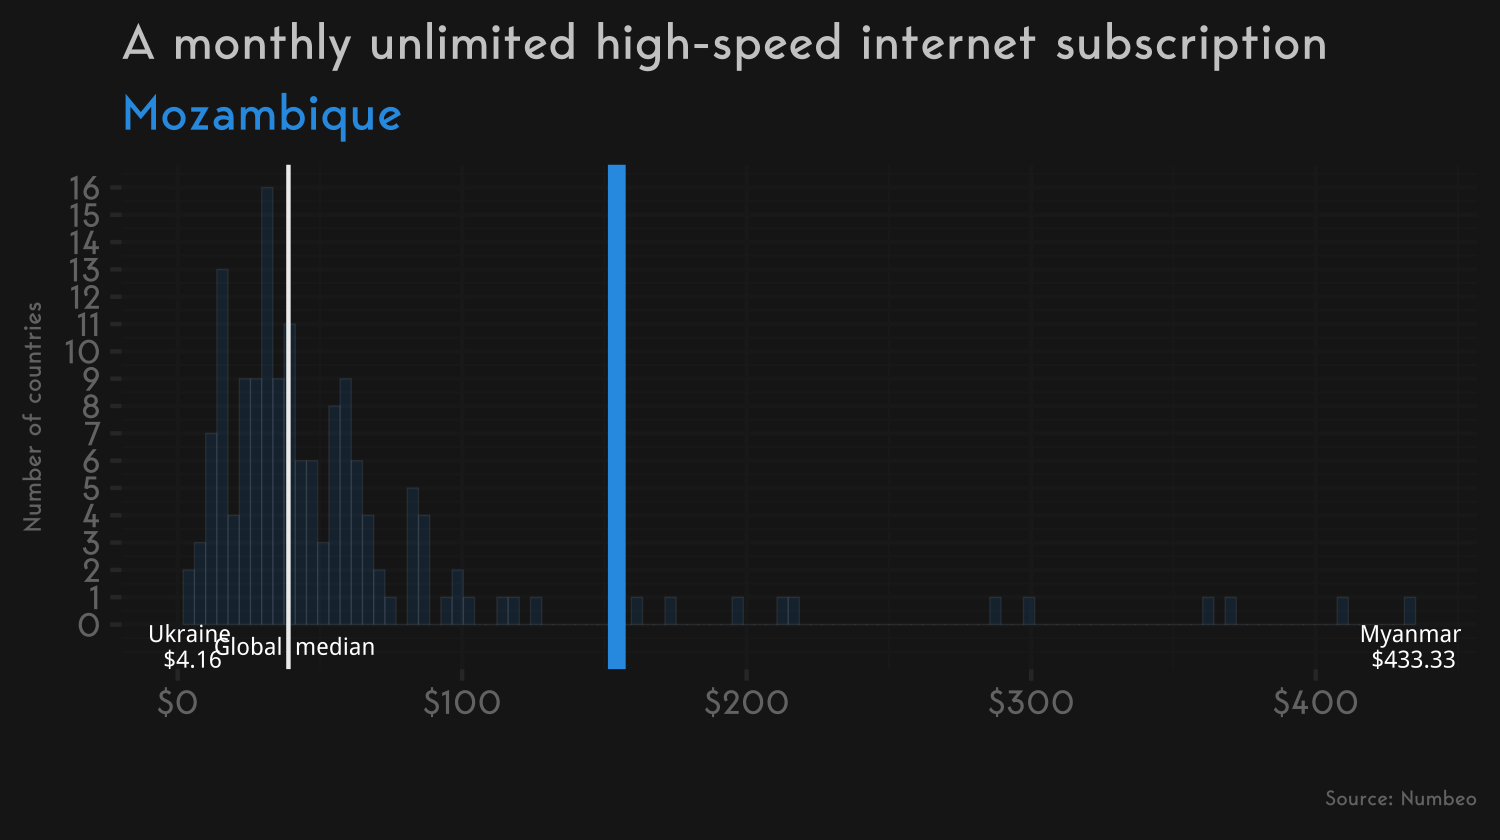 A monthly unlimited high-speed internet subscription
Mozambique
Number of countries
16
15
14
13
12
11
10
9
8
7
6
5
4
3
2
1
0
Ukraine
$4.16
Global median
Myanmar
$433.33
$0 $100 $200 $300 $400
Source: Numbeo